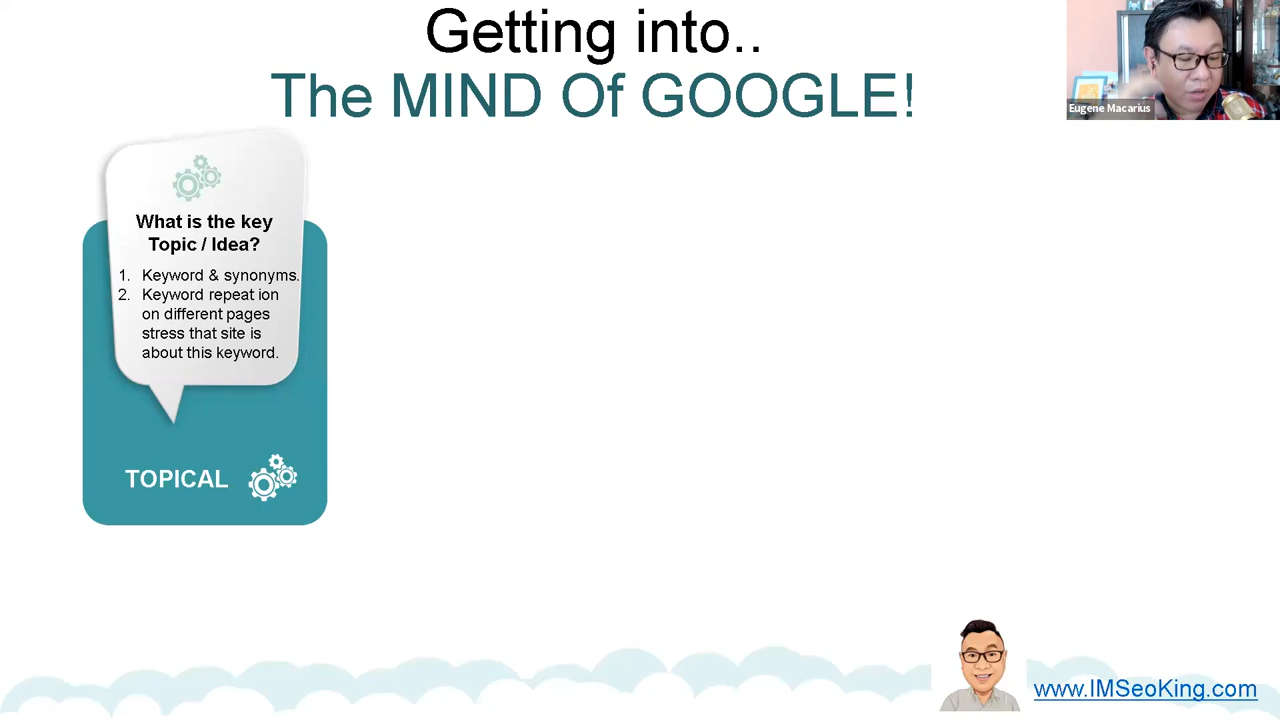 Getting into..
The MIND Of GOOGLE!
Eugene Macarius
What is the key
Topic / Idea?
1. Keyword & synonyms.
2. Keyword repeat ion
on different pages
stress that site is
about this keyword.
TOPICAL
www.IMSeoKing.com